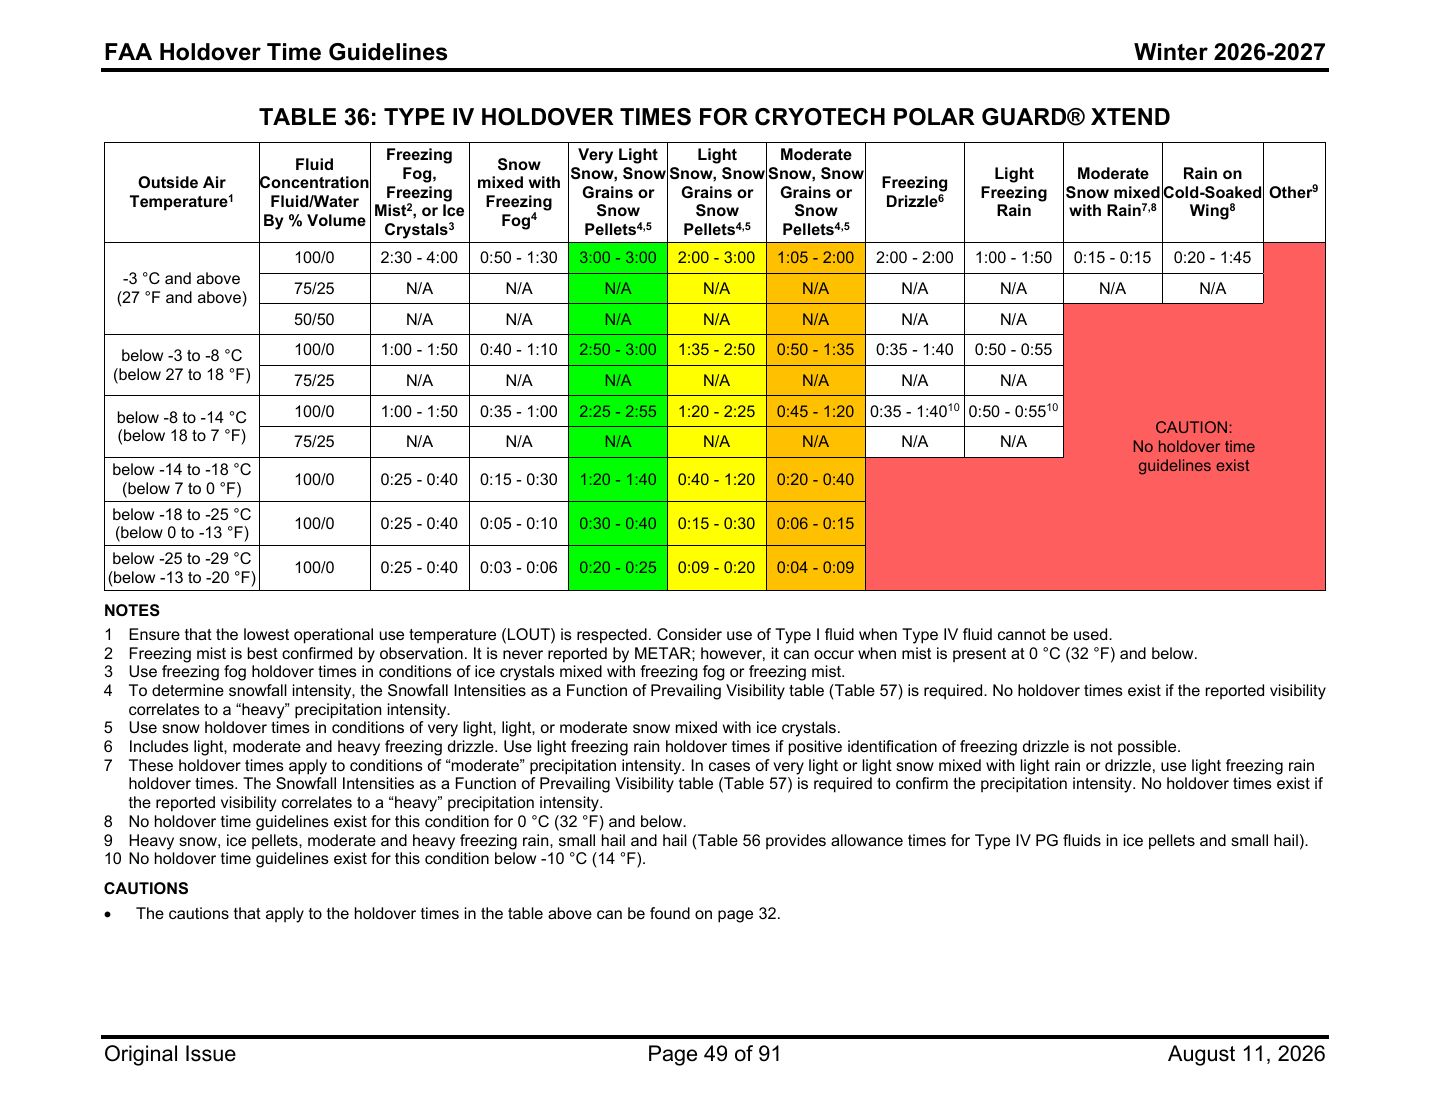 FAA Holdover Time Guidelines
Winter 2026-2027
TABLE 36: TYPE IV HOLDOVER TIMES FOR CRYOTECH POLAR GUARD® XTEND
Outside Air
Temperature1
Fluid
Concentration
Fluid/Water
By % Volume
Freezing
Fog,
Freezing
Mist2, or Ice
Crystals3
Snow
mixed with
Freezing
Fog4
Very Light
Snow, Snow
Grains or
Snow
Pellets4,5
Light
Snow, Snow
Grains or
Snow
Pellets4,5
Moderate
Snow, Snow
Grains or
Snow
Pellets4,5
Freezing
Drizzle6
Light
Freezing
Rain
Moderate
Snow mixed
with Rain7,8
Rain on
Cold-Soaked
Wing8
Other9
-3 °C and above
(27 °F and above)
100/0 2:30 - 4:00 0:50 - 1:30 3:00 - 3:00 2:00 - 3:00 1:05 - 2:00 2:00 - 2:00 1:00 - 1:50 0:15 - 0:15 0:20 - 1:45
75/25 N/A N/A N/A N/A N/A N/A N/A N/A N/A
50/50 N/A N/A N/A N/A N/A N/A N/A
below -3 to -8 °C
(below 27 to 18 °F)
100/0 1:00 - 1:50 0:40 - 1:10 2:50 - 3:00 1:35 - 2:50 0:50 - 1:35 0:35 - 1:40 0:50 - 0:55
75/25 N/A N/A N/A N/A N/A N/A N/A
below -8 to -14 °C
(below 18 to 7 °F)
100/0 1:00 - 1:50 0:35 - 1:00 2:25 - 2:55 1:20 - 2:25 0:45 - 1:20 0:35 - 1:4010 0:50 - 0:5510
75/25 N/A N/A N/A N/A N/A N/A N/A
below -14 to -18 °C
(below 7 to 0 °F)
100/0 0:25 - 0:40 0:15 - 0:30 1:20 - 1:40 0:40 - 1:20 0:20 - 0:40
below -18 to -25 °C
(below 0 to -13 °F)
100/0 0:25 - 0:40 0:05 - 0:10 0:30 - 0:40 0:15 - 0:30 0:06 - 0:15
below -25 to -29 °C
(below -13 to -20 °F)
100/0 0:25 - 0:40 0:03 - 0:06 0:20 - 0:25 0:09 - 0:20 0:04 - 0:09
CAUTION:
No holdover time
guidelines exist
NOTES
1 Ensure that the lowest operational use temperature (LOUT) is respected. Consider use of Type I fluid when Type IV fluid cannot be used.
2 Freezing mist is best confirmed by observation. It is never reported by METAR; however, it can occur when mist is present at 0 °C (32 °F) and below.
3 Use freezing fog holdover times in conditions of ice crystals mixed with freezing fog or freezing mist.
4 To determine snowfall intensity, the Snowfall Intensities as a Function of Prevailing Visibility table (Table 57) is required. No holdover times exist if the reported visibility
correlates to a “heavy” precipitation intensity.
5 Use snow holdover times in conditions of very light, light, or moderate snow mixed with ice crystals.
6 Includes light, moderate and heavy freezing drizzle. Use light freezing rain holdover times if positive identification of freezing drizzle is not possible.
7 These holdover times apply to conditions of “moderate” precipitation intensity. In cases of very light or light snow mixed with light rain or drizzle, use light freezing rain
holdover times. The Snowfall Intensities as a Function of Prevailing Visibility table (Table 57) is required to confirm the precipitation intensity. No holdover times exist if
the reported visibility correlates to a “heavy” precipitation intensity.
8 No holdover time guidelines exist for this condition for 0 °C (32 °F) and below.
9 Heavy snow, ice pellets, moderate and heavy freezing rain, small hail and hail (Table 56 provides allowance times for Type IV PG fluids in ice pellets and small hail).
10 No holdover time guidelines exist for this condition below -10 °C (14 °F).
CAUTIONS
• The cautions that apply to the holdover times in the table above can be found on page 32.
Original Issue
Page 49 of 91
August 11, 2026